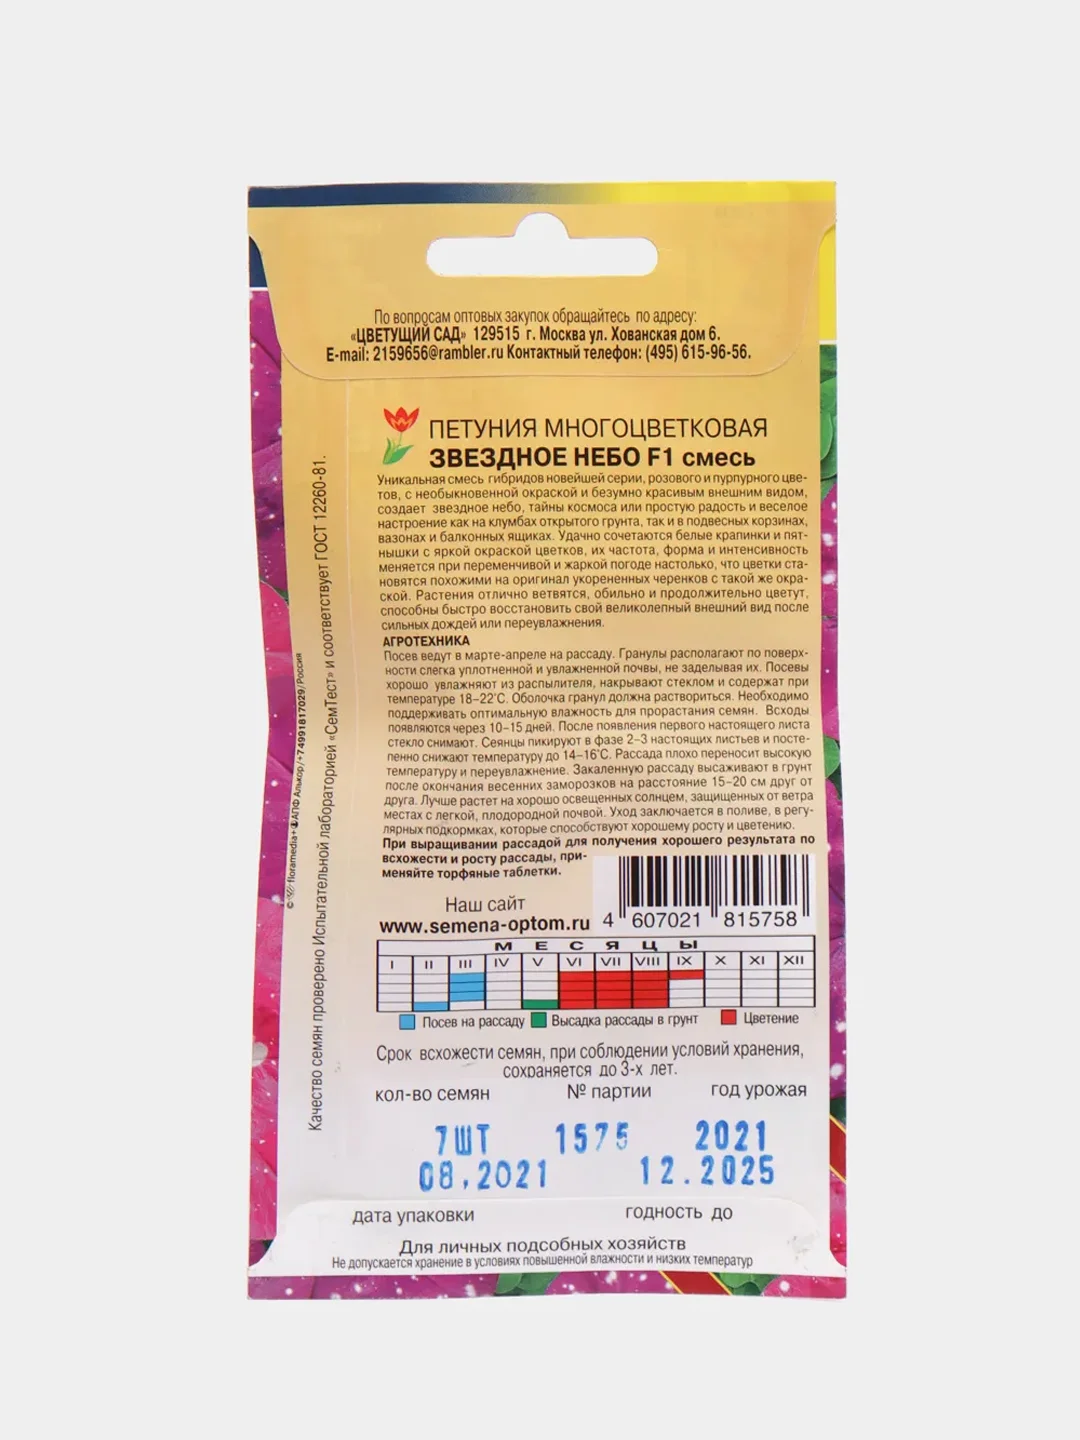 По вопросам оптовых закупок обращайтесь по адресу:
«ЦВЕТУЩИЙ САД» 129515 г. Москва ул. Хованская дом 6.
E-mail: 2159656@rambler.ru Контактный телефон: (495) 615-96-56.
ПЕТУНИЯ МНОГОЦВЕТКОВАЯ
ЗВЕЗДНОЕ НЕБО F1 смесь
Уникальная смесь гибридов новейшей серии, розового и пурпурного цве-
тов, с необыкновенной окраской и безумно красивым внешним видом,
создает звездное небо, тайны космоса или простую радость и веселое
настроение как на клумбах открытого грунта, так и в подвесных корзинах,
вазонах и балконных ящиках. Удачно сочетаются белые крапинки и пят-
нышки с яркой окраской цветов, их частота, форма и интенсивность
меняется при переменчивой и жаркой погоде настолько, что цветки ста-
новятся похожими на оригинал укорененных черенков с такой же окра-
ской. Растения отлично ветвятся, обильно и продолжительно цветут,
способны быстро восстановить свой великолепный внешний вид после
сильных дождей или переувлажнения.
АГРОТЕХНИКА
Посев ведут в марте-апреле на рассаду. Гранулы располагают по поверх-
ности слегка уплотненной и увлажненной почвы, не заделывая их. Посевы
хорошо увлажняют из распылителя, накрывают стеклом и содержат при
температуре 18–22°С. Оболочка гранул должна раствориться. Необходимо
поддерживать оптимальную влажность для прорастания семян. Всходы
появляются через 10–15 дней. После появления первого настоящего листа
стекло снимают. Сеянцы пикируют в фазе 2–3 настоящих листьев и посте-
пенно снижают температуру до 14–16°С. Рассада плохо переносит высокую
температуру и переувлажнение. Закаленную рассаду высаживают в грунт
после окончания весенних заморозков на расстояние 15–20 см друг от
друга. Лучше растет на хорошо освещенных солнцем, защищенных от ветра
местах с легкой, плодородной почвой. Уход заключается в поливе, в регу-
лярных подкормках, которые способствуют хорошему росту и цветению.
При выращивании рассадой для получения хорошего результата по
всхожести и росту рассады, при-
меняйте торфяные таблетки.
Наш сайт
www.semena-optom.ru
4 607021 815758
МЕСЯЦЫ
I II III IV V VI VII VIII IX X XI XII
Посев на рассаду Высадка рассады в грунт Цветение
Срок всхожести семян, при соблюдении условий хранения,
сохраняется до 3-х лет.
кол-во семян № партии год урожая
7ШТ 1575 2021
08.2021 12.2025
дата упаковки годность до
Для личных подсобных хозяйств
Не допускается хранение в условиях повышенной влажности и низких температур
Качество семян проверено Испытательной лабораторией «СемТест» и соответствует ГОСТ 12260-81.
floramedia+ АПФ Алькор/+74991817029/Россия